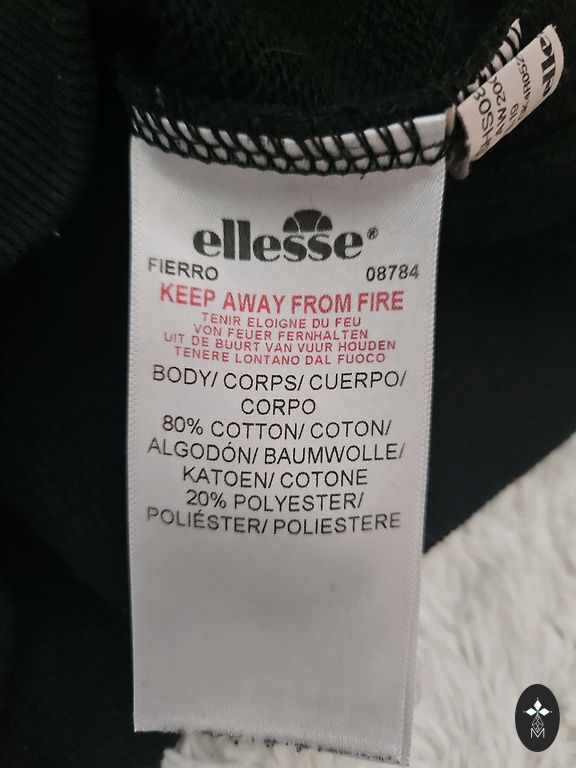 ellesse®
FIERRO 08784
KEEP AWAY FROM FIRE
TENIR ELOIGNE DU FEU
VON FEUER FERNHALTEN
UIT DE BUURT VAN VUUR HOUDEN
TENERE LONTANO DAL FUOCO
BODY/ CORPS/ CUERPO/
CORPO
80% COTTON/ COTON/
ALGODÓN/ BAUMWOLLE/
KATOEN/ COTONE
20% POLYESTER/
POLIÉSTER/ POLIESTERE